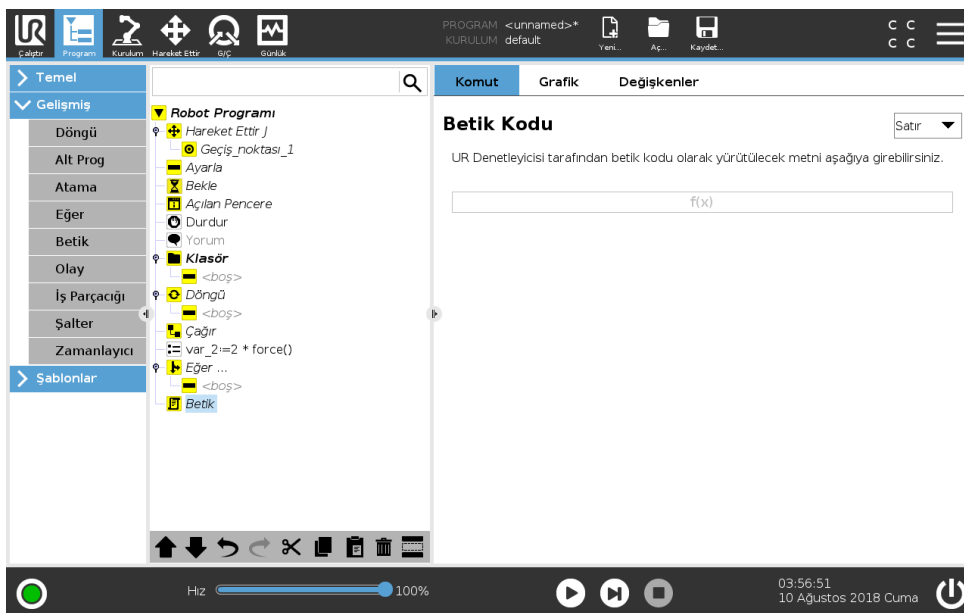 UR
PROGRAM <unnamed>*
KURULUM default
Çalıştır Program Kurulum Hareket Ettir G/Ç Günlük Yeni... Aç... Kaydet...
C C
C C
Temel
Gelişmiş
Döngü
Alt Prog
Atama
Eğer
Betik
Olay
İş Parçacığı
Şalter
Zamanlayıcı
Şablonlar
Robot Programı
Hareket Ettir J
Geçiş_noktası_1
Ayarla
Bekle
Açılan Pencere
Durdur
Yorum
Klasör
<boş>
Döngü
<boş>
Çağır
var_2:=2 * force()
Eğer ...
<boş>
Betik
Komut Grafik Değişkenler
Betik Kodu
Satır
UR Denetleyicisi tarafından betik kodu olarak yürütülecek metni aşağıya girebilirsiniz.
f(x)
Hız 100%
03:56:51
10 Ağustos 2018 Cuma